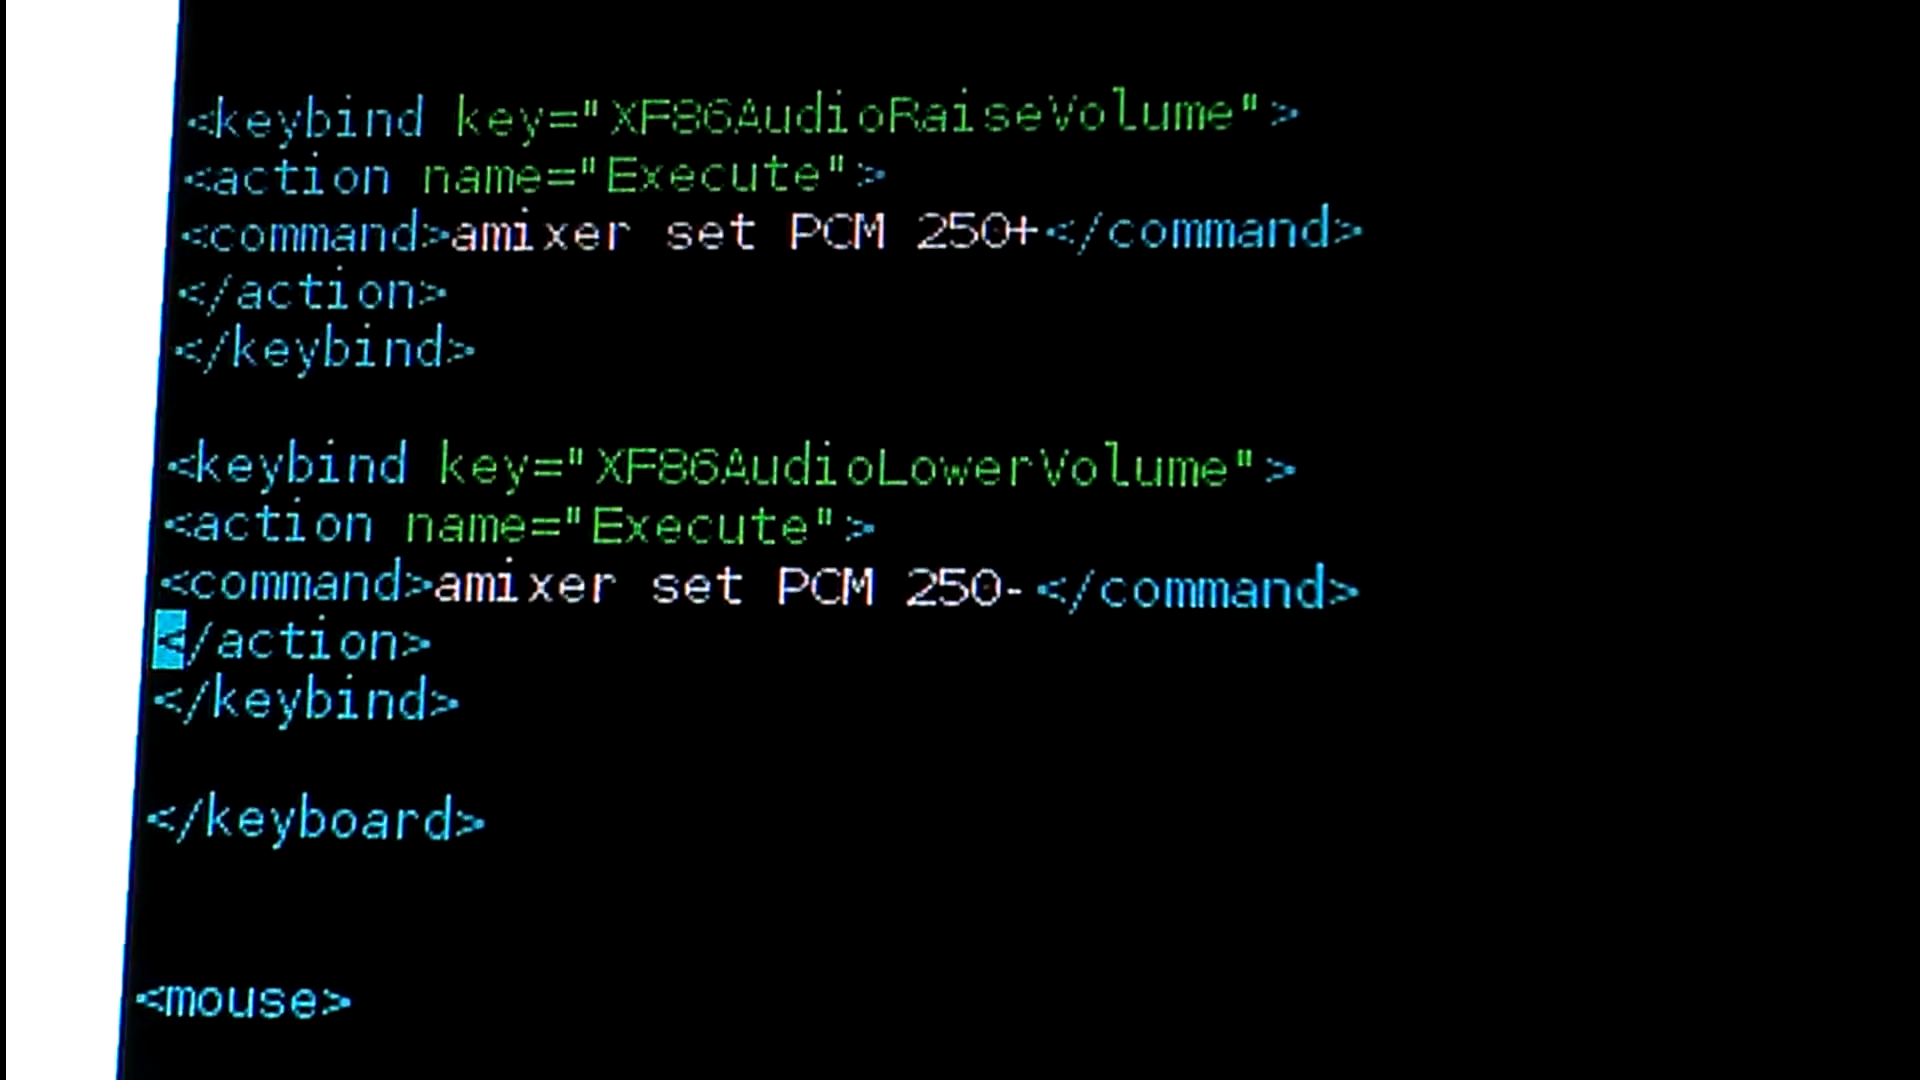 <keybind key="XF86AudioRaiseVolume">
<action name="Execute">
<command>amixer set PCM 250+</command>
</action>
</keybind>
<keybind key="XF86AudioLowerVolume">
<action name="Execute">
<command>amixer set PCM 250-</command>
</action>
</keybind>
</keyboard>
<mouse>